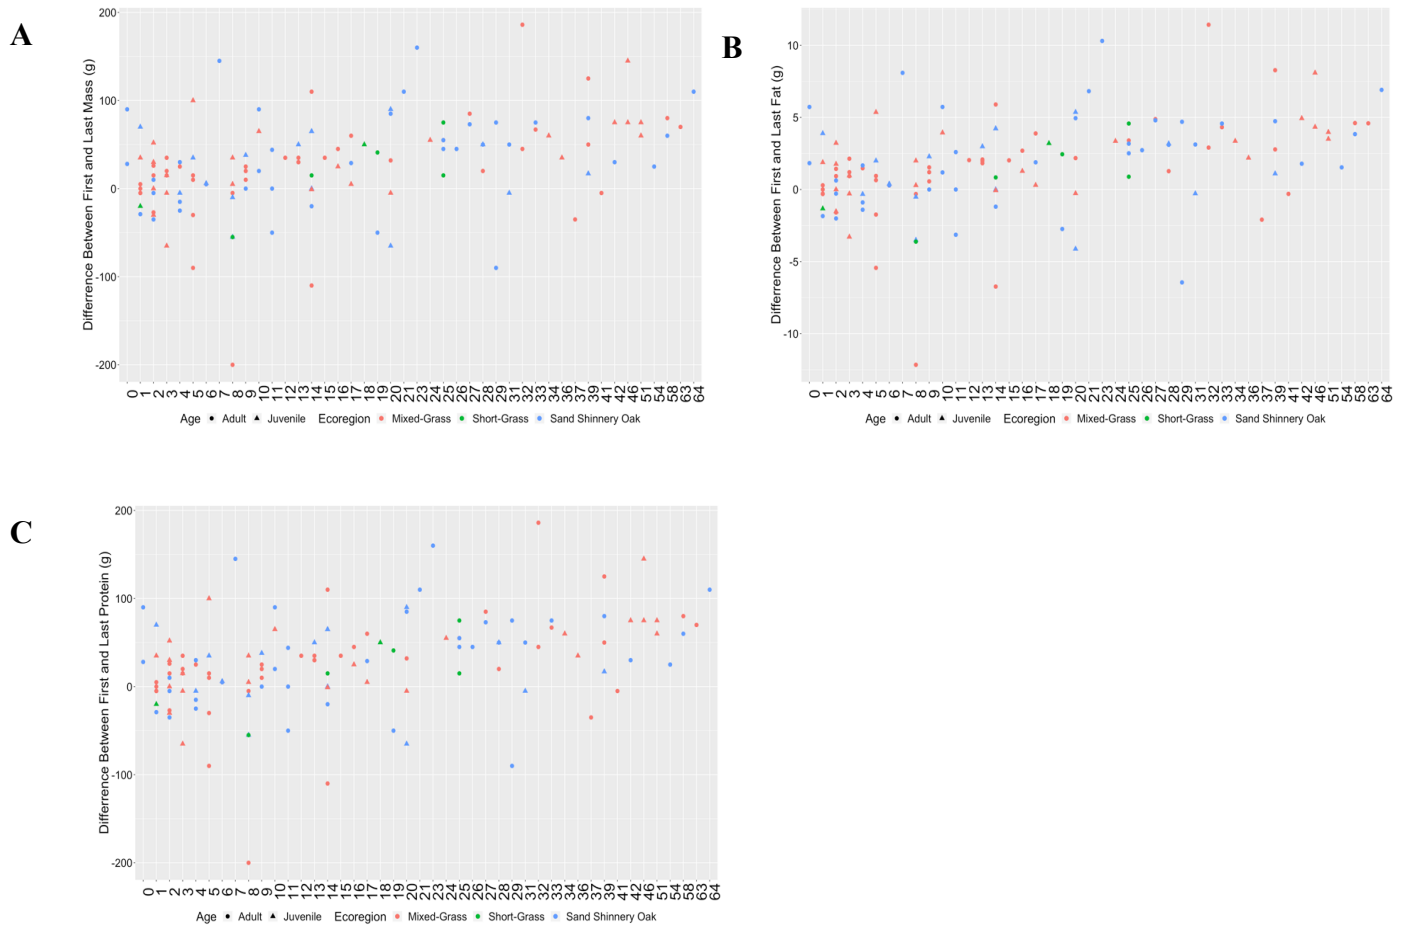 A
Differrence Between First and Last Mass (g)
200
100
0
-100
-200
0 1 2 3 4 5 6 7 8 9 10 11 12 13 14 15 16 17 18 19 20 21 23 24 25 26 27 28 29 31 32 33 34 36 37 39 41 42 46 51 54 58 63 64
Age Adult Juvenile Ecoregion Mixed-Grass Short-Grass Sand Shinnery Oak
B
Differrence Between First and Last Fat (g)
10
5
0
-5
-10
0 1 2 3 4 5 6 7 8 9 10 11 12 13 14 15 16 17 18 19 20 21 23 24 25 26 27 28 29 31 32 33 34 36 37 39 41 42 46 51 54 58 63 64
Age Adult Juvenile Ecoregion Mixed-Grass Short-Grass Sand Shinnery Oak
C
Differrence Between First and Last Protein (g)
200
100
0
-100
-200
0 1 2 3 4 5 6 7 8 9 10 11 12 13 14 15 16 17 18 19 20 21 23 24 25 26 27 28 29 31 32 33 34 36 37 39 41 42 46 51 54 58 63 64
Age Adult Juvenile Ecoregion Mixed-Grass Short-Grass Sand Shinnery Oak